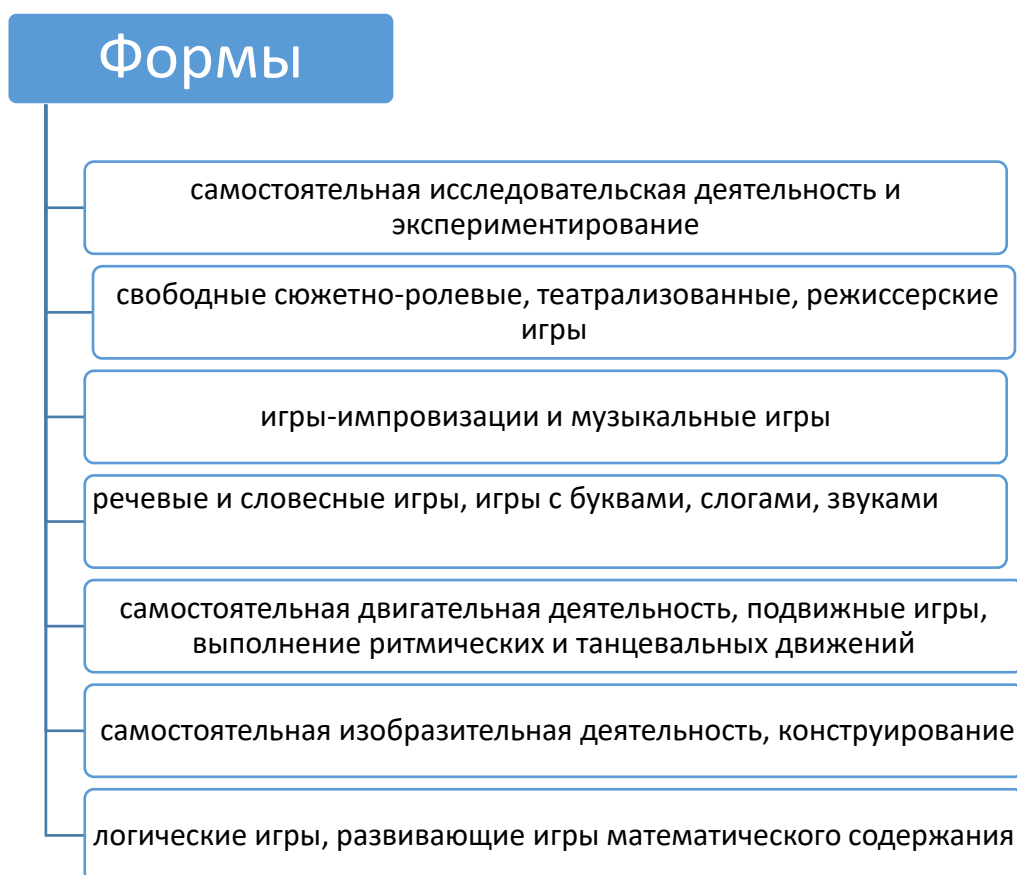 Формы
самостоятельная исследовательская деятельность и
экспериментирование
свободные сюжетно-ролевые, театрализованные, режиссерские
игры
игры-импровизации и музыкальные игры
речевые и словесные игры, игры с буквами, слогами, звуками
самостоятельная двигательная деятельность, подвижные игры,
выполнение ритмических и танцевальных движений
самостоятельная изобразительная деятельность, конструирование
логические игры, развивающие игры математического содержания